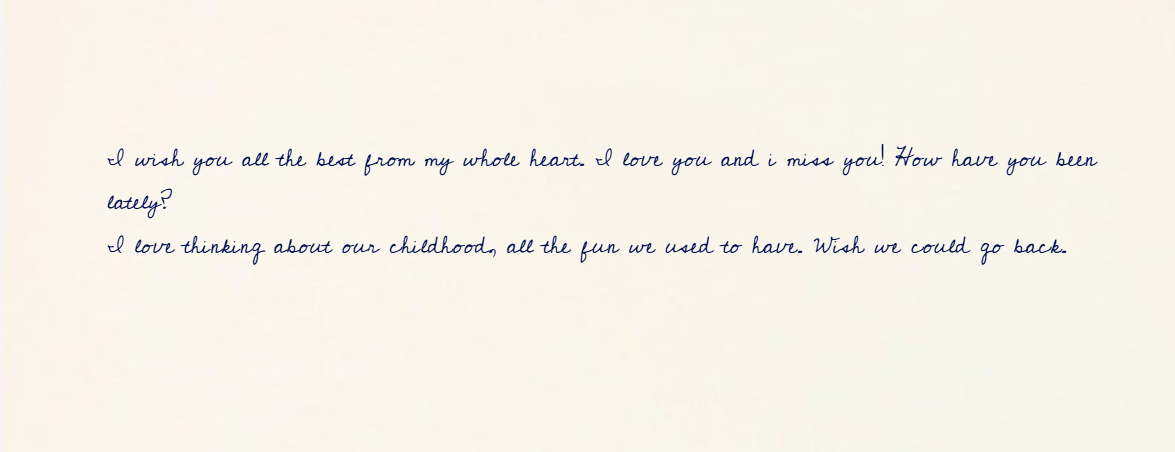 I wish you all the best from my whole heart. I love you and i miss you! How have you been
lately?
I love thinking about our childhood, all the fun we used to have. Wish we could go back.